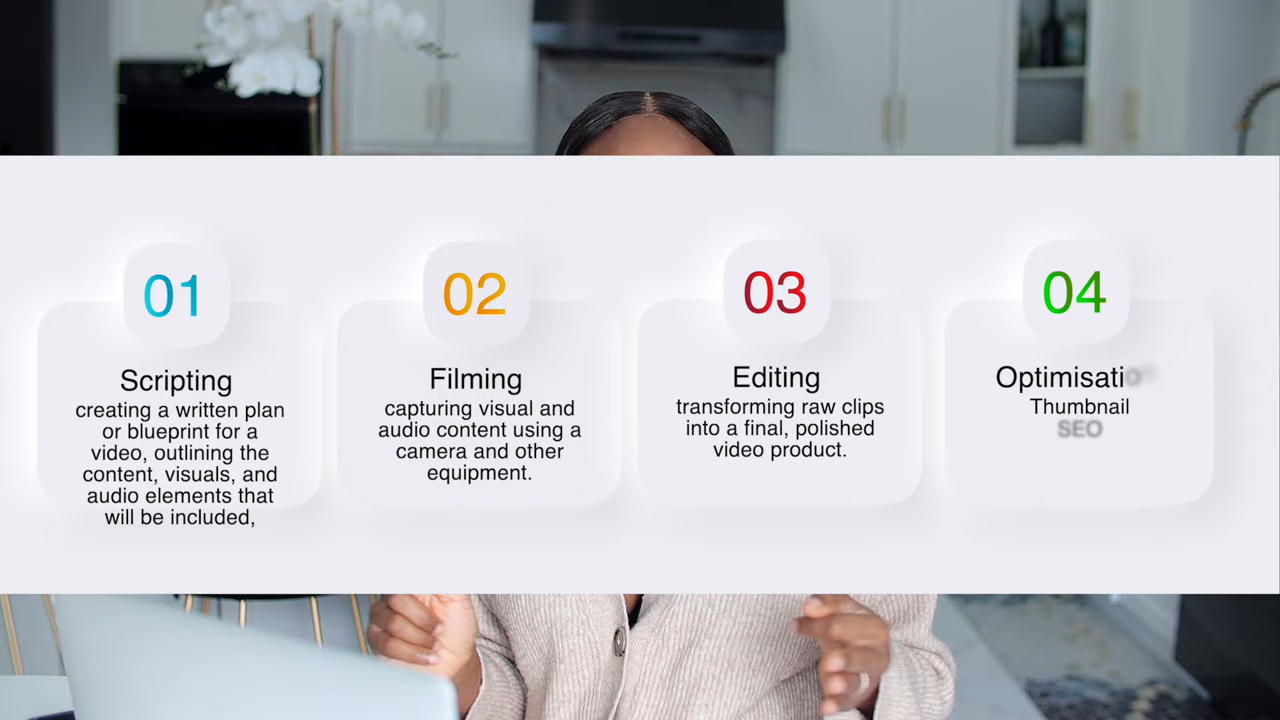 01
Scripting
creating a written plan
or blueprint for a
video, outlining the
content, visuals, and
audio elements that
will be included,
02
Filming
capturing visual and
audio content using a
camera and other
equipment.
03
Editing
transforming raw clips
into a final, polished
video product.
04
Optimisatio
Thumbnail
SEO